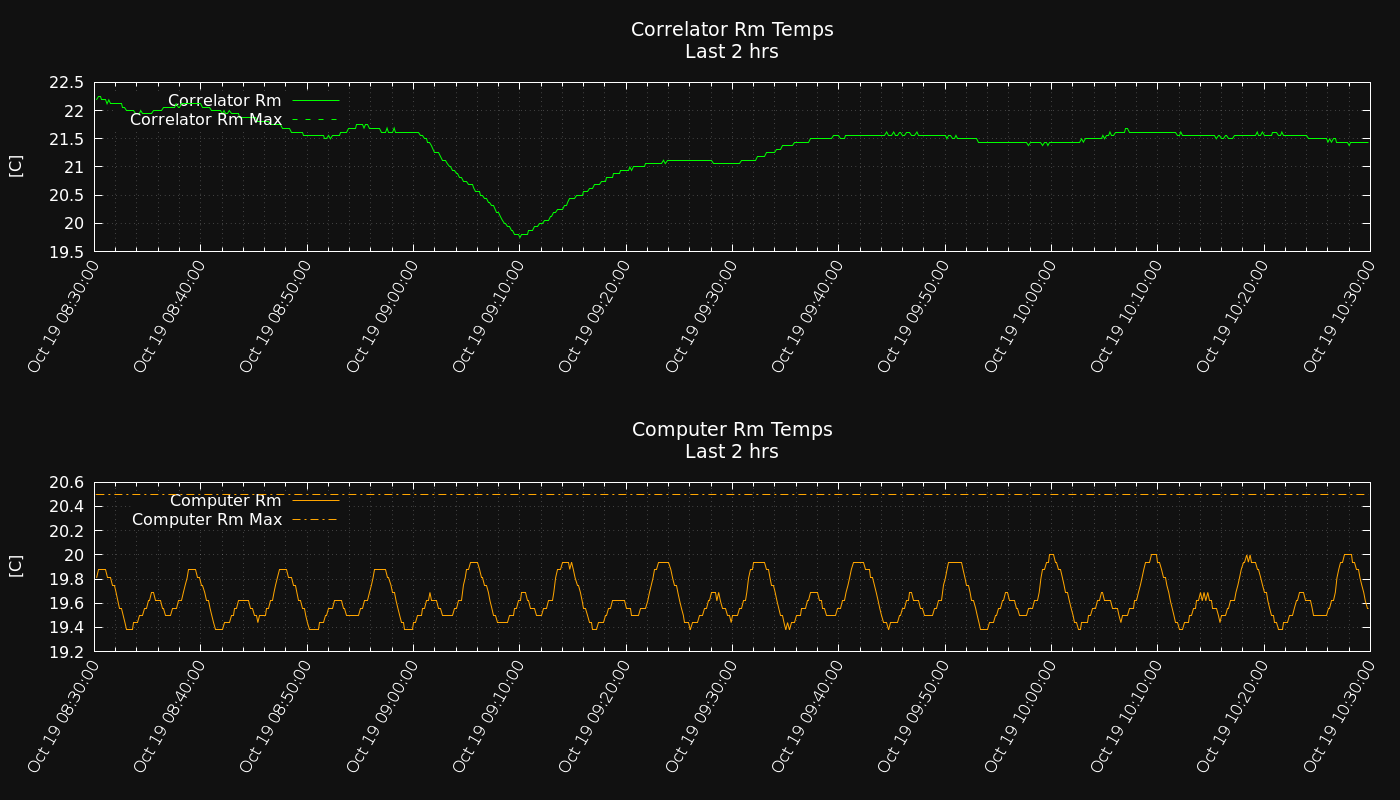 Correlator Rm Temps
Last 2 hrs
22.5
22
21.5
21
20.5
20
19.5
[C]
Correlator Rm
Correlator Rm Max
Oct 19 08:30:00
Oct 19 08:40:00
Oct 19 08:50:00
Oct 19 09:00:00
Oct 19 09:10:00
Oct 19 09:20:00
Oct 19 09:30:00
Oct 19 09:40:00
Oct 19 09:50:00
Oct 19 10:00:00
Oct 19 10:10:00
Oct 19 10:20:00
Oct 19 10:30:00
Computer Rm Temps
Last 2 hrs
20.6
20.4
20.2
20
19.8
19.6
19.4
19.2
[C]
Computer Rm
Computer Rm Max
Oct 19 08:30:00
Oct 19 08:40:00
Oct 19 08:50:00
Oct 19 09:00:00
Oct 19 09:10:00
Oct 19 09:20:00
Oct 19 09:30:00
Oct 19 09:40:00
Oct 19 09:50:00
Oct 19 10:00:00
Oct 19 10:10:00
Oct 19 10:20:00
Oct 19 10:30:00